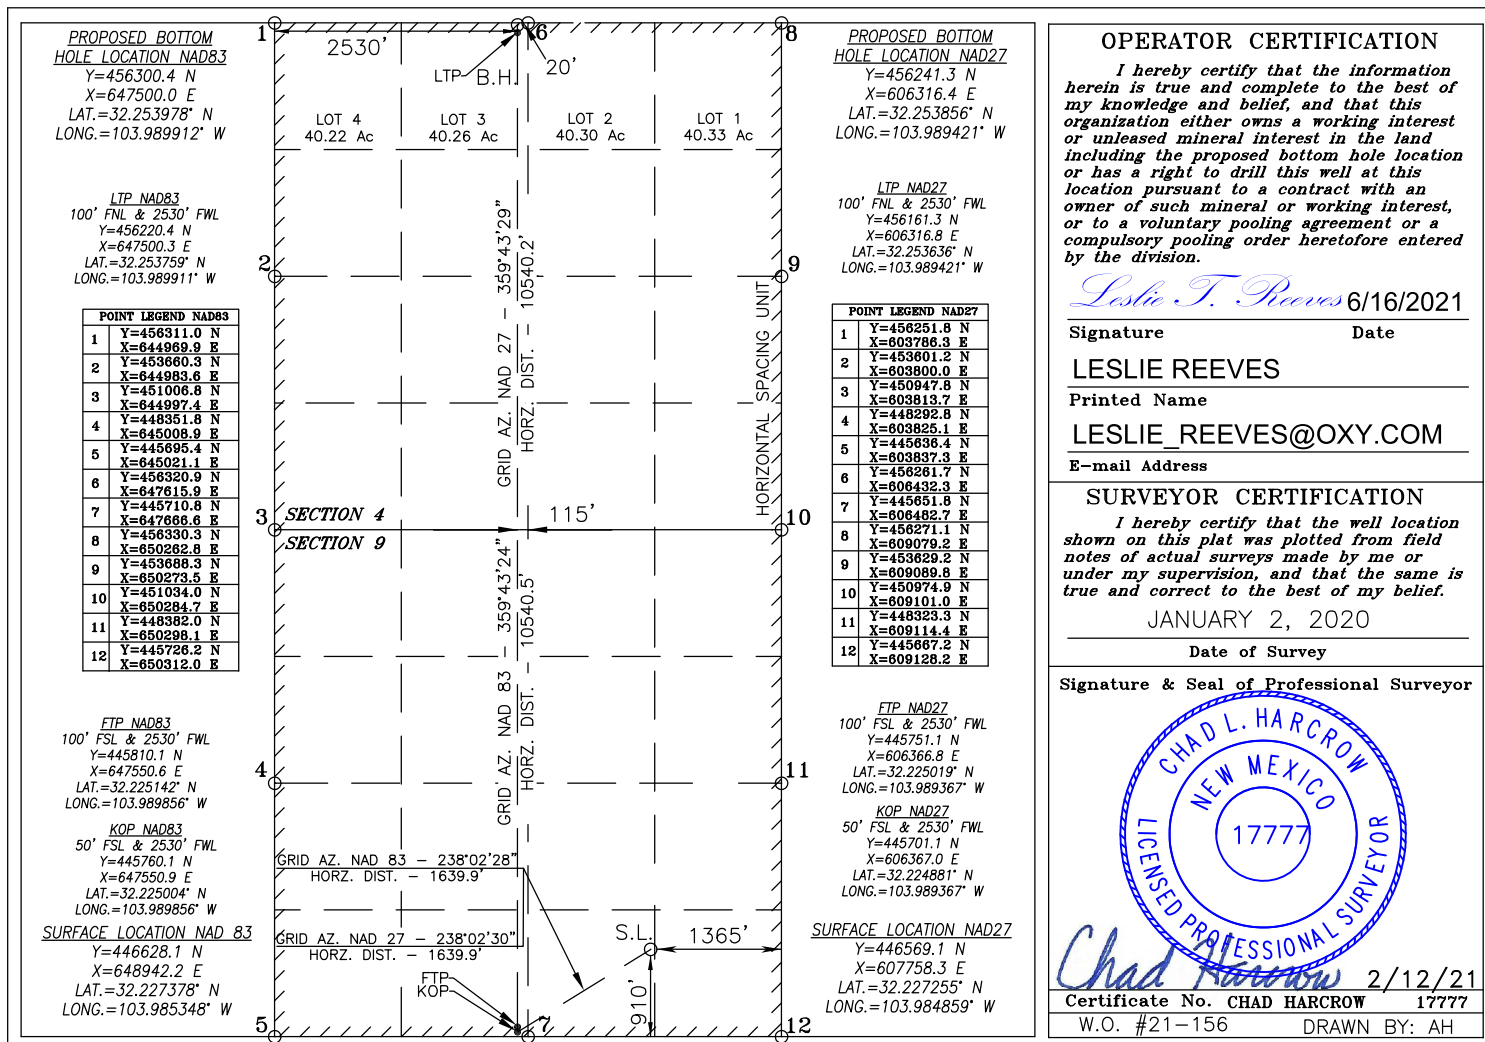 PROPOSED BOTTOM
HOLE LOCATION NAD83
Y=456300.4 N
X=647500.0 E
LAT.=32.253978° N
LONG.=103.989912° W
LTP NAD83
100' FNL & 2530' FWL
Y=456220.4 N
X=647500.3 E
LAT.=32.253759° N
LONG.=103.989911° W
POINT LEGEND NAD83
1 Y=456311.0 N
X=644969.9 E
2 Y=453660.3 N
X=644983.6 E
3 Y=451006.8 N
X=644997.4 E
4 Y=448351.8 N
X=645008.9 E
5 Y=445695.4 N
X=645021.1 E
6 Y=456320.9 N
X=647615.9 E
7 Y=445710.8 N
X=647666.6 E
8 Y=456330.3 N
X=650262.8 E
9 Y=453688.3 N
X=650273.5 E
10 Y=451034.0 N
X=650284.7 E
11 Y=448382.0 N
X=650298.1 E
12 Y=445726.2 N
X=650312.0 E
FTP NAD83
100' FSL & 2530' FWL
Y=445810.1 N
X=647550.6 E
LAT.=32.225142° N
LONG.=103.989856° W
KOP NAD83
50' FSL & 2530' FWL
Y=445760.1 N
X=647550.9 E
LAT.=32.225004° N
LONG.=103.989856° W
SURFACE LOCATION NAD 83
Y=446628.1 N
X=648942.2 E
LAT.=32.227378° N
LONG.=103.985348° W
1
6
8
2530'
LTP
B.H.
20'
LOT 4
40.22 Ac
LOT 3
40.26 Ac
LOT 2
40.30 Ac
LOT 1
40.33 Ac
2
9
GRID AZ. NAD 27 - 359°43'29"
HORZ. DIST. - 10540.2'
HORIZONTAL SPACING UNIT
3
SECTION 4
115'
10
SECTION 9
GRID AZ. NAD 83 - 359°43'24"
HORZ. DIST. - 10540.5'
4
11
GRID AZ. NAD 83 - 238°02'28"
HORZ. DIST. - 1639.9'
GRID AZ. NAD 27 - 238°02'30"
HORZ. DIST. - 1639.9'
S.L.
1365'
910'
FTP
KOP
5
7
12
PROPOSED BOTTOM
HOLE LOCATION NAD27
Y=456241.3 N
X=606316.4 E
LAT.=32.253856° N
LONG.=103.989421° W
LTP NAD27
100' FNL & 2530' FWL
Y=456161.3 N
X=606316.8 E
LAT.=32.253636° N
LONG.=103.989421° W
POINT LEGEND NAD27
1 Y=456251.8 N
X=603786.3 E
2 Y=453601.2 N
X=603800.0 E
3 Y=450947.8 N
X=603813.7 E
4 Y=448292.8 N
X=603825.1 E
5 Y=445636.4 N
X=603837.3 E
6 Y=456261.7 N
X=606432.3 E
7 Y=445651.8 N
X=606482.7 E
8 Y=456271.1 N
X=609079.2 E
9 Y=453629.2 N
X=609089.8 E
10 Y=450974.9 N
X=609101.0 E
11 Y=448323.3 N
X=609114.4 E
12 Y=445667.2 N
X=609128.2 E
FTP NAD27
100' FSL & 2530' FWL
Y=445751.1 N
X=606366.8 E
LAT.=32.225019° N
LONG.=103.989367° W
KOP NAD27
50' FSL & 2530' FWL
Y=445701.1 N
X=606367.0 E
LAT.=32.224881° N
LONG.=103.989367° W
SURFACE LOCATION NAD27
Y=446569.1 N
X=607758.3 E
LAT.=32.227255° N
LONG.=103.984859° W
OPERATOR CERTIFICATION
I hereby certify that the information
herein is true and complete to the best of
my knowledge and belief, and that this
organization either owns a working interest
or unleased mineral interest in the land
including the proposed bottom hole location
or has a right to drill this well at this
location pursuant to a contract with an
owner of such mineral or working interest,
or to a voluntary pooling agreement or a
compulsory pooling order heretofore entered
by the division.
Leslie T. Reeves 6/16/2021
Signature Date
LESLIE REEVES
Printed Name
LESLIE_REEVES@OXY.COM
E-mail Address
SURVEYOR CERTIFICATION
I hereby certify that the well location
shown on this plat was plotted from field
notes of actual surveys made by me or
under my supervision, and that the same is
true and correct to the best of my belief.
JANUARY 2, 2020
Date of Survey
Signature & Seal of Professional Surveyor
CHAD L. HARCROW
NEW MEXICO
17777
LICENSED PROFESSIONAL SURVEYOR
Chad Harcrow 2/12/21
Certificate No. CHAD HARCROW 17777
W.O. #21-156 DRAWN BY: AH